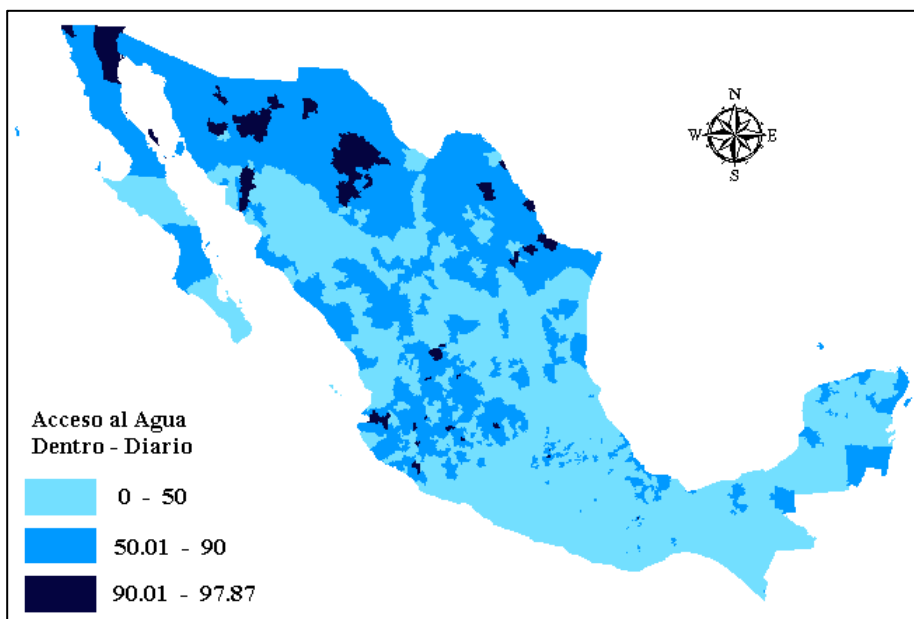 N
W E
S
Acceso al Agua
Dentro - Diario
0 - 50
50.01 - 90
90.01 - 97.87